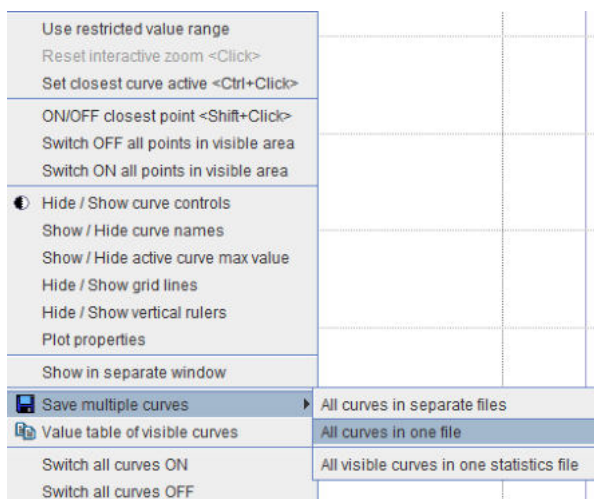 Use restricted value range
Reset interactive zoom <Click>
Set closest curve active <Ctrl+Click>
ON/OFF closest point <Shift+Click>
Switch OFF all points in visible area
Switch ON all points in visible area
Hide / Show curve controls
Show / Hide curve names
Show / Hide active curve max value
Hide / Show grid lines
Hide / Show vertical rulers
Plot properties
Show in separate window
Save multiple curves
All curves in separate files
Value table of visible curves
All curves in one file
Switch all curves ON
All visible curves in one statistics file
Switch all curves OFF